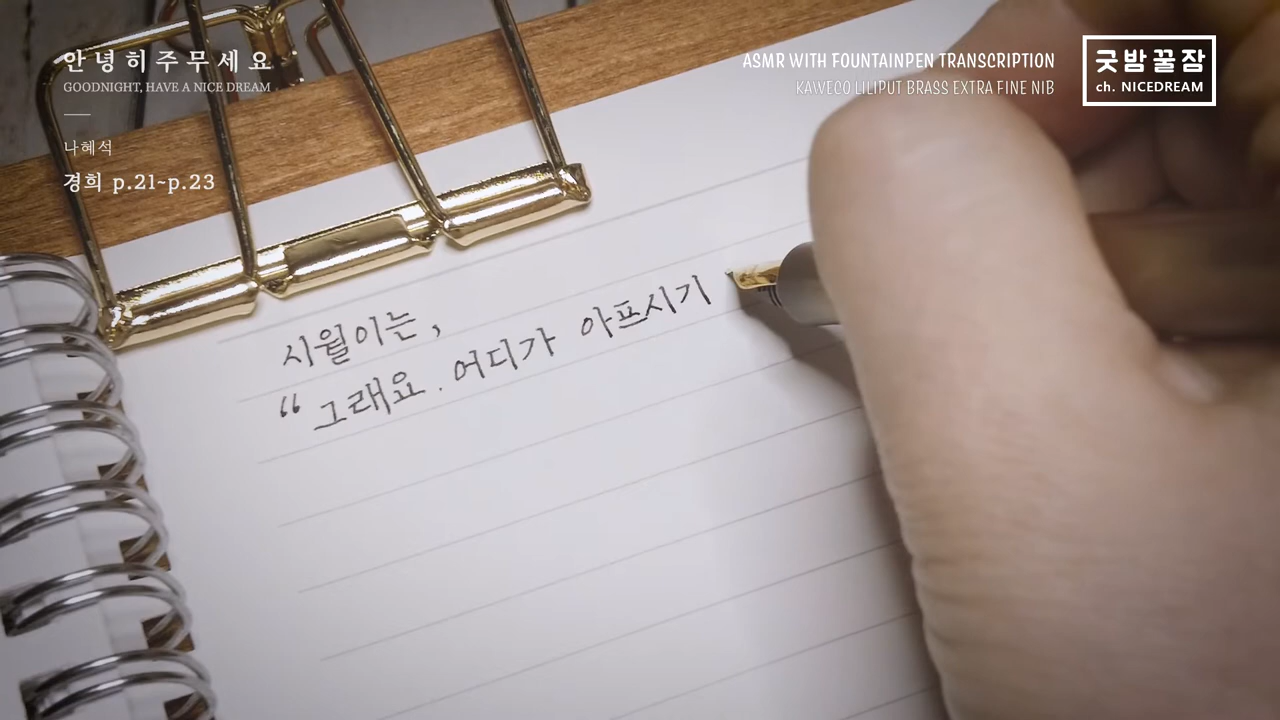 안녕히주무세요
GOODNIGHT, HAVE A NICE DREAM
나혜석
경희 p.21~p.23
ASMR WITH FOUNTAINPEN TRANSCRIPTION
KAWECO LILIPUT BRASS EXTRA FINE NIB
굿밤꿀잠
ch. NICEDREAM
시월이는,
“그래요. 어디가 아프시기